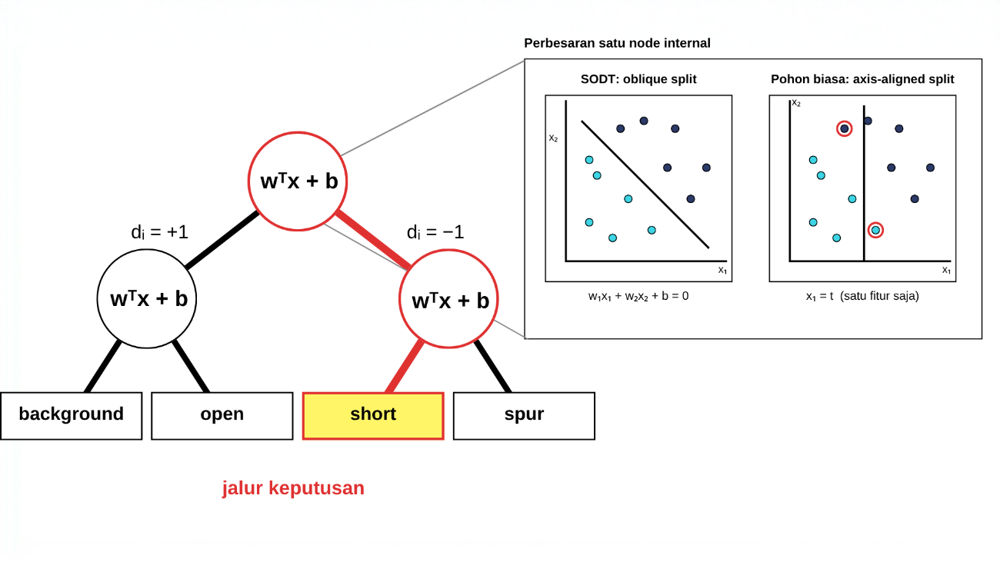 Perbesaran satu node internal
SODT: oblique split
Pohon biasa: axis-aligned split
x₂
x₂
x₁
x₁
w₁x₁ + w₂x₂ + b = 0
x₁ = t (satu fitur saja)
wᵀx + b
dᵢ = +1
dᵢ = −1
wᵀx + b
wᵀx + b
background
open
short
spur
jalur keputusan